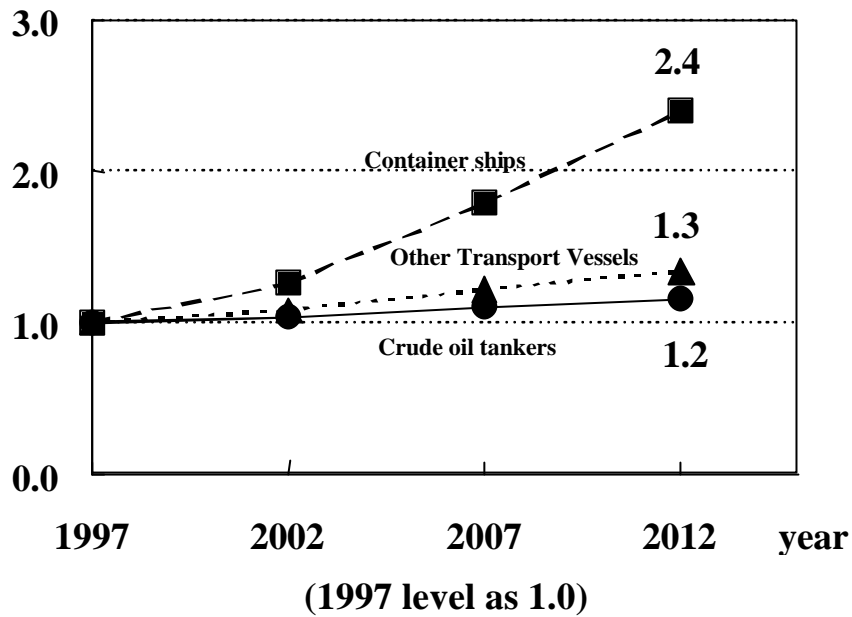 3.0
2.4
Container ships
2.0
1.3
Other Transport Vessels
1.0
Crude oil tankers
1.2
0.0
1997 2002 2007 2012 year
(1997 level as 1.0)